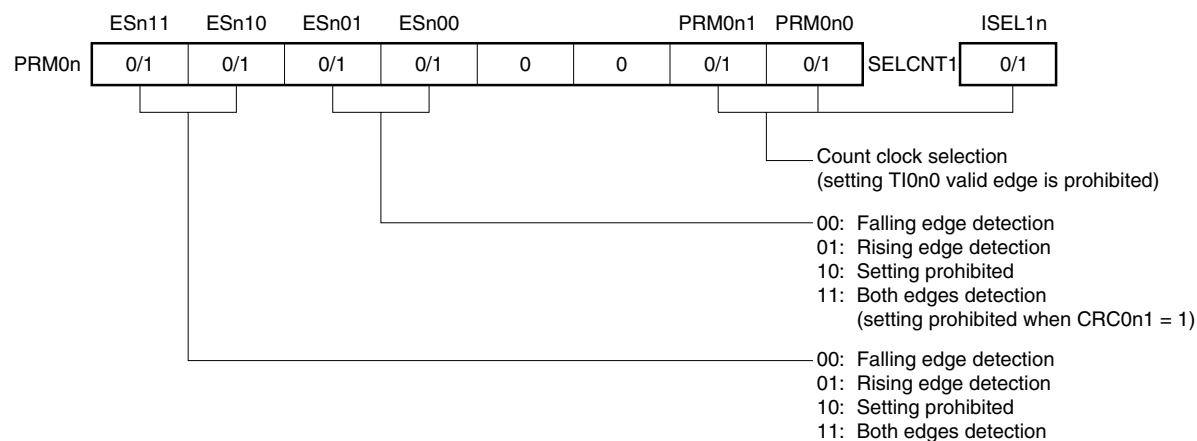 ESn11 ESn10 ESn01 ESn00 PRM0n1 PRM0n0 ISEL1n
PRM0n 0/1 0/1 0/1 0/1 0 0 0/1 0/1 SELCNT1 0/1
Count clock selection
(setting TI0n0 valid edge is prohibited)
00: Falling edge detection
01: Rising edge detection
10: Setting prohibited
11: Both edges detection
(setting prohibited when CRC0n1 = 1)
00: Falling edge detection
01: Rising edge detection
10: Setting prohibited
11: Both edges detection